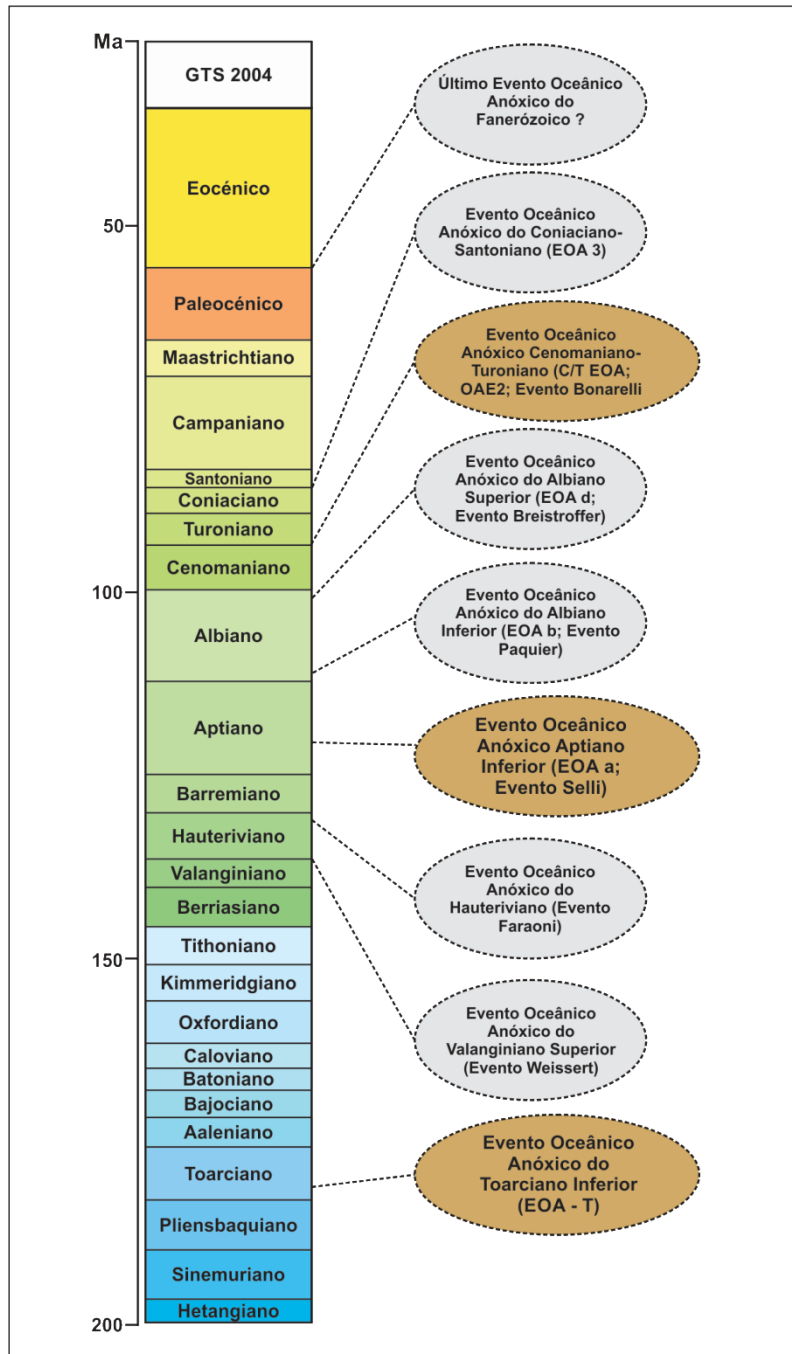 Ma
GTS 2004
Eocénico
50
Paleocénico
Maastrichtiano
Campaniano
Santoniano
Coniaciano
Turoniano
Cenomaniano
100
Albiano
Aptiano
Barremiano
Hauteriviano
Valanginiano
Berriasiano
Tithoniano
150
Kimmeridgiano
Oxfordiano
Caloviano
Batoniano
Bajociano
Aaleniano
Toarciano
Pliensbaquiano
Sinemuriano
Hetangiano
200
Último Evento Oceânico
Anóxico do
Fanerózoico ?
Evento Oceânico
Anóxico do Coniaciano-
Santoniano (EOA 3)
Evento Oceânico
Anóxico Cenomaniano-
Turoniano (C/T EOA;
OAE2; Evento Bonarelli
Evento Oceânico
Anóxico do Albiano
Superior (EOA d;
Evento Breistroffer)
Evento Oceânico
Anóxico do Albiano
Inferior (EOA b; Evento
Paquier)
Evento Oceânico
Anóxico Aptiano
Inferior (EOA a;
Evento Selli)
Evento Oceânico
Anóxico do
Hauteriviano (Evento
Faraoni)
Evento Oceânico
Anóxico do
Valanginiano Superior
(Evento Weissert)
Evento Oceânico
Anóxico do
Toarciano Inferior
(EOA - T)